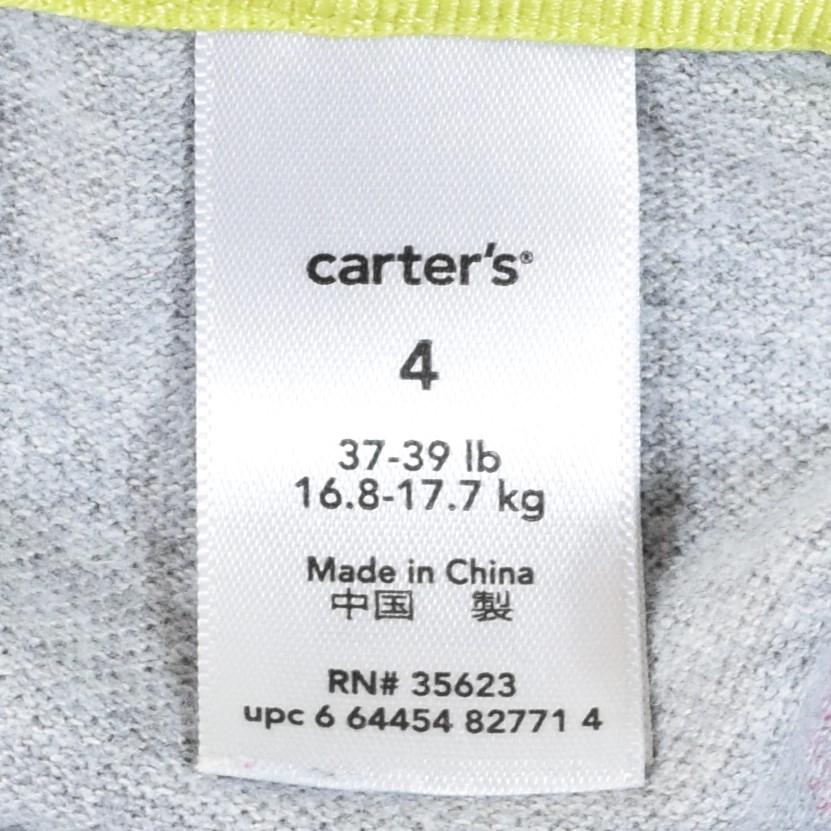 carter's®
4
37-39 lb
16.8-17.7 kg
Made in China
中国 製
RN# 35623
upc 6 64454 82771 4